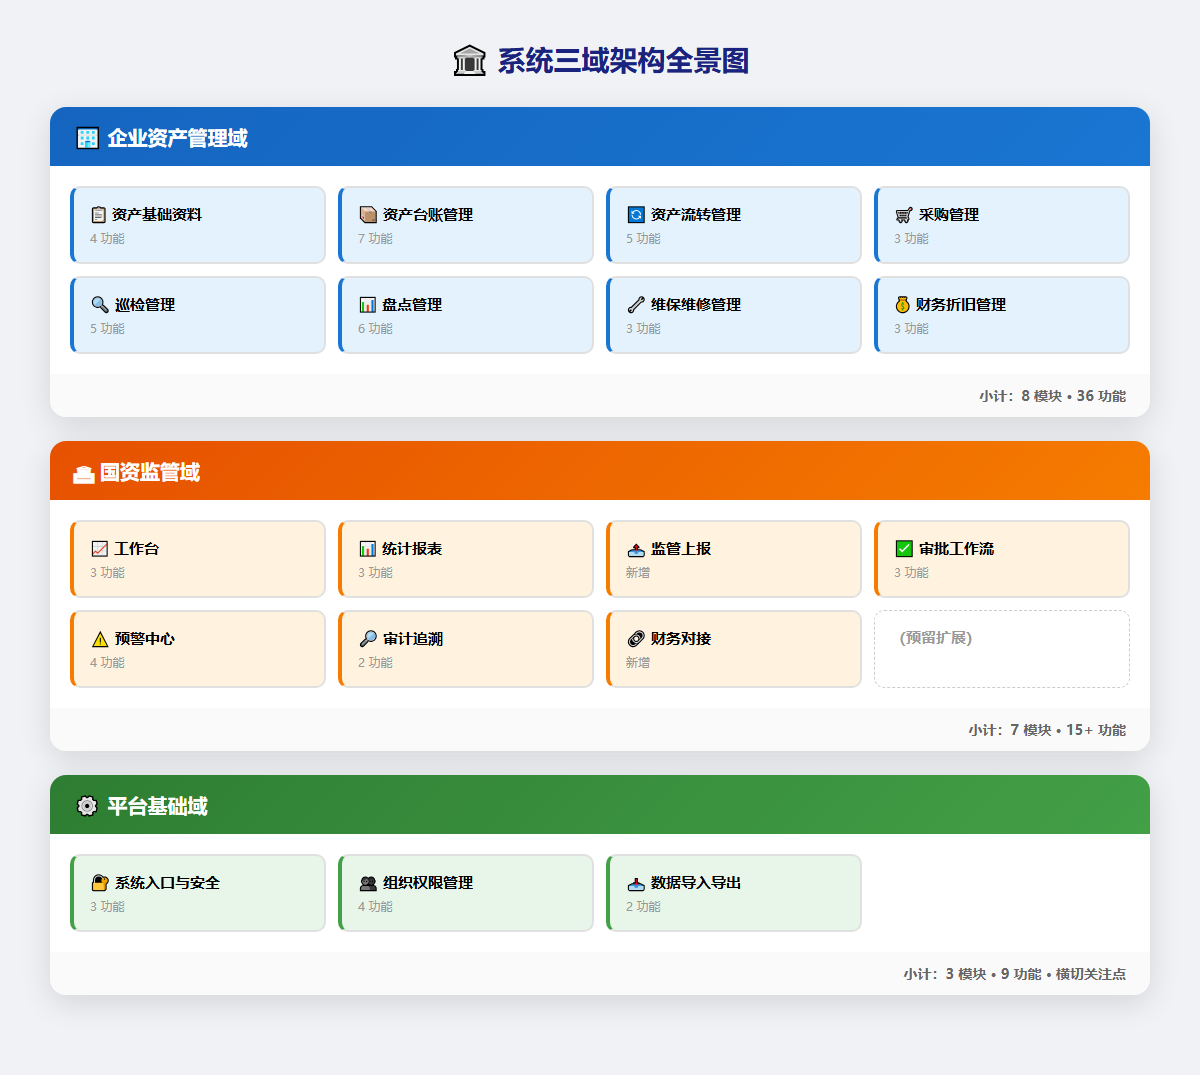 系统三域架构全景图
企业资产管理域
资产基础资料
4 功能
资产台账管理
7 功能
资产流转管理
5 功能
采购管理
3 功能
巡检管理
5 功能
盘点管理
6 功能
维保维修管理
3 功能
财务折旧管理
3 功能
小计：8 模块 • 36 功能
国资监管域
工作台
3 功能
统计报表
3 功能
监管上报
新增
审批工作流
3 功能
预警中心
4 功能
审计追溯
2 功能
财务对接
新增
(预留扩展)
小计：7 模块 • 15+ 功能
平台基础域
系统入口与安全
3 功能
组织权限管理
4 功能
数据导入导出
2 功能
小计：3 模块 • 9 功能 • 横切关注点